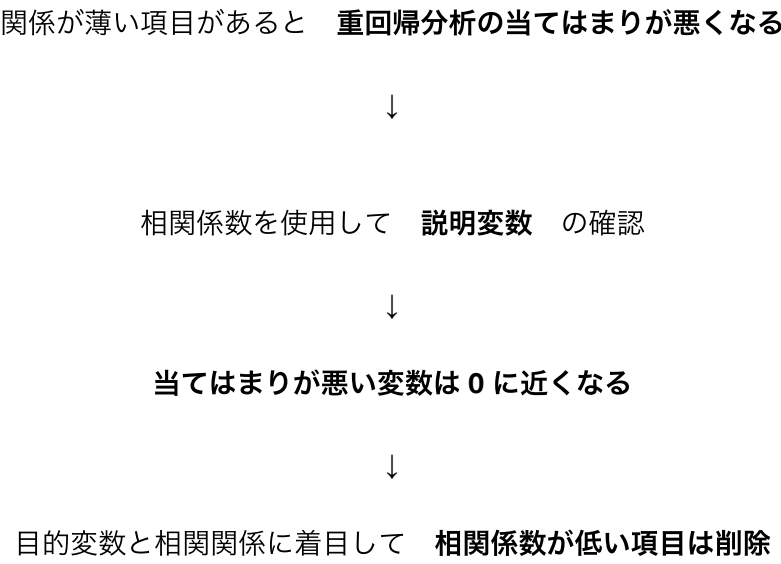 関係が薄い項目があると　重回帰分析の当てはまりが悪くなる
↓
相関係数を使用して　説明変数　の確認
↓
当てはまりが悪い変数は 0 に近くなる
↓
目的変数と相関関係に着目して　相関係数が低い項目は削除